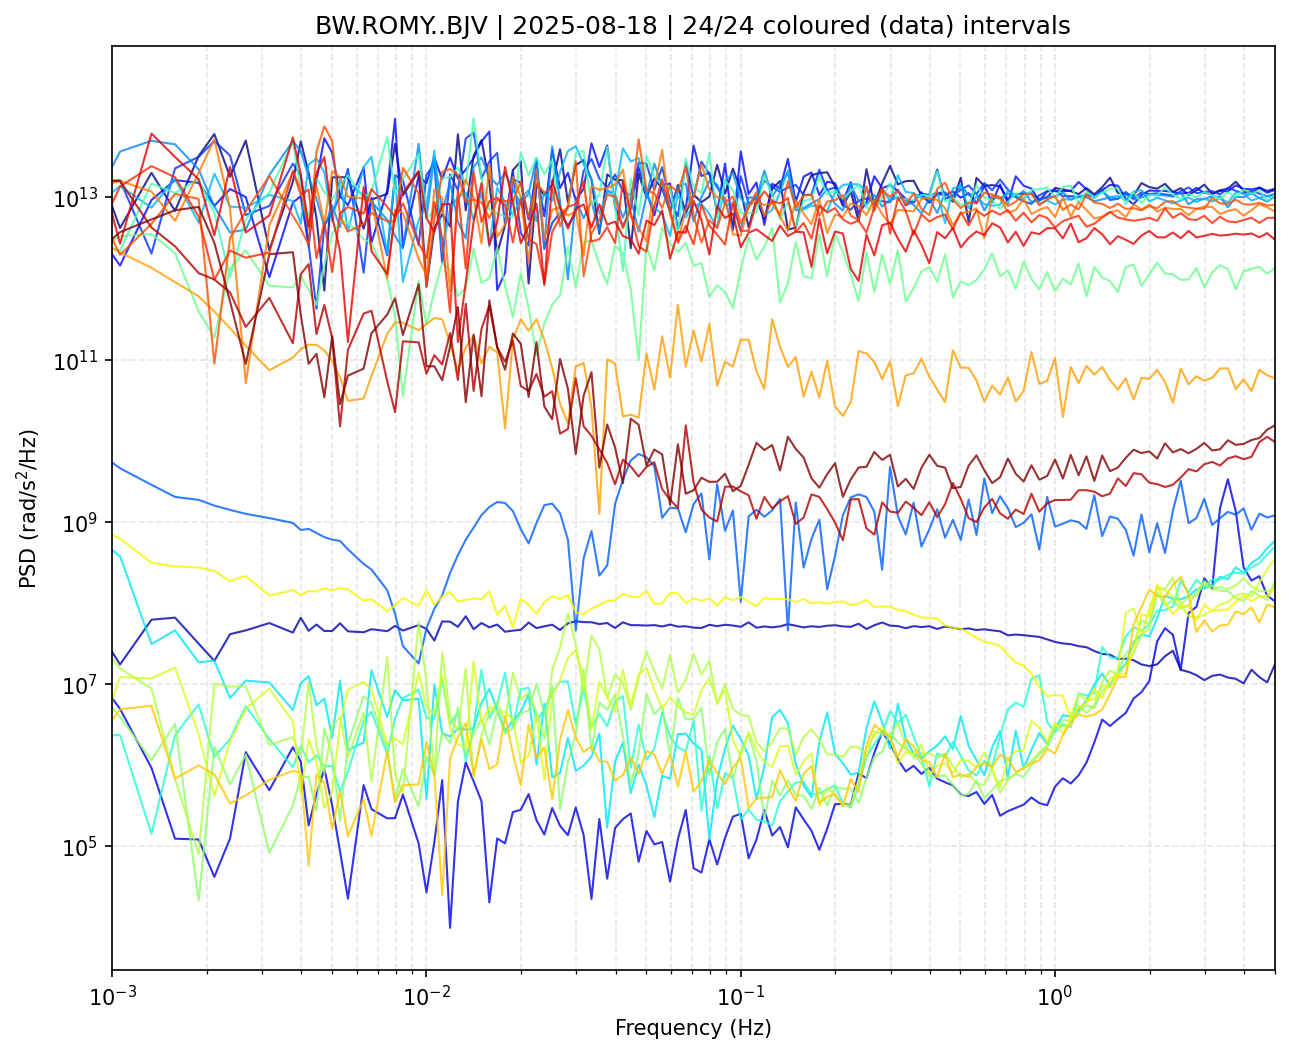 BW.ROMY..BJV | 2025-08-18 | 24/24 coloured (data) intervals
PSD (rad/s²/Hz)
10¹³
10¹¹
10⁹
10⁷
10⁵
10⁻³ 10⁻² 10⁻¹ 10⁰
Frequency (Hz)